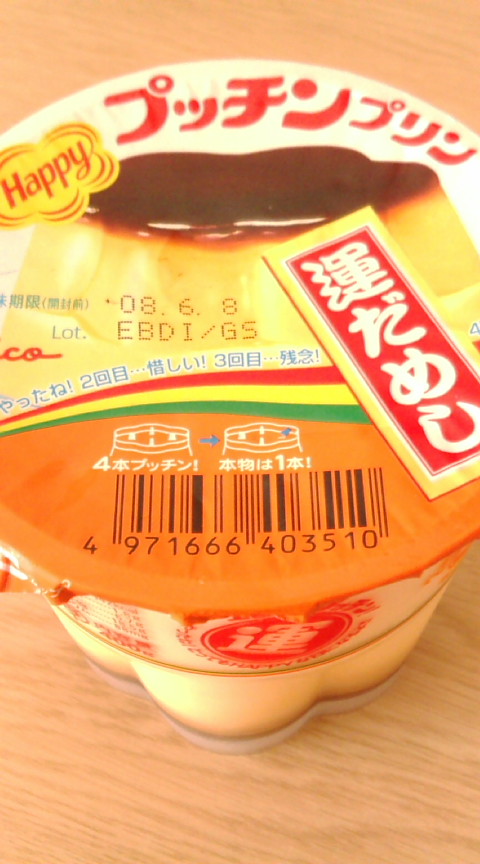 プッチンプリン
Happy
運だめし
味期限(開封前) 08. 6. 8
Lot. EBDI/GS
co
やったね! 2回目…惜しい! 3回目…残念!
4本プッチン! 本物は1本!
4 971666 403510
運